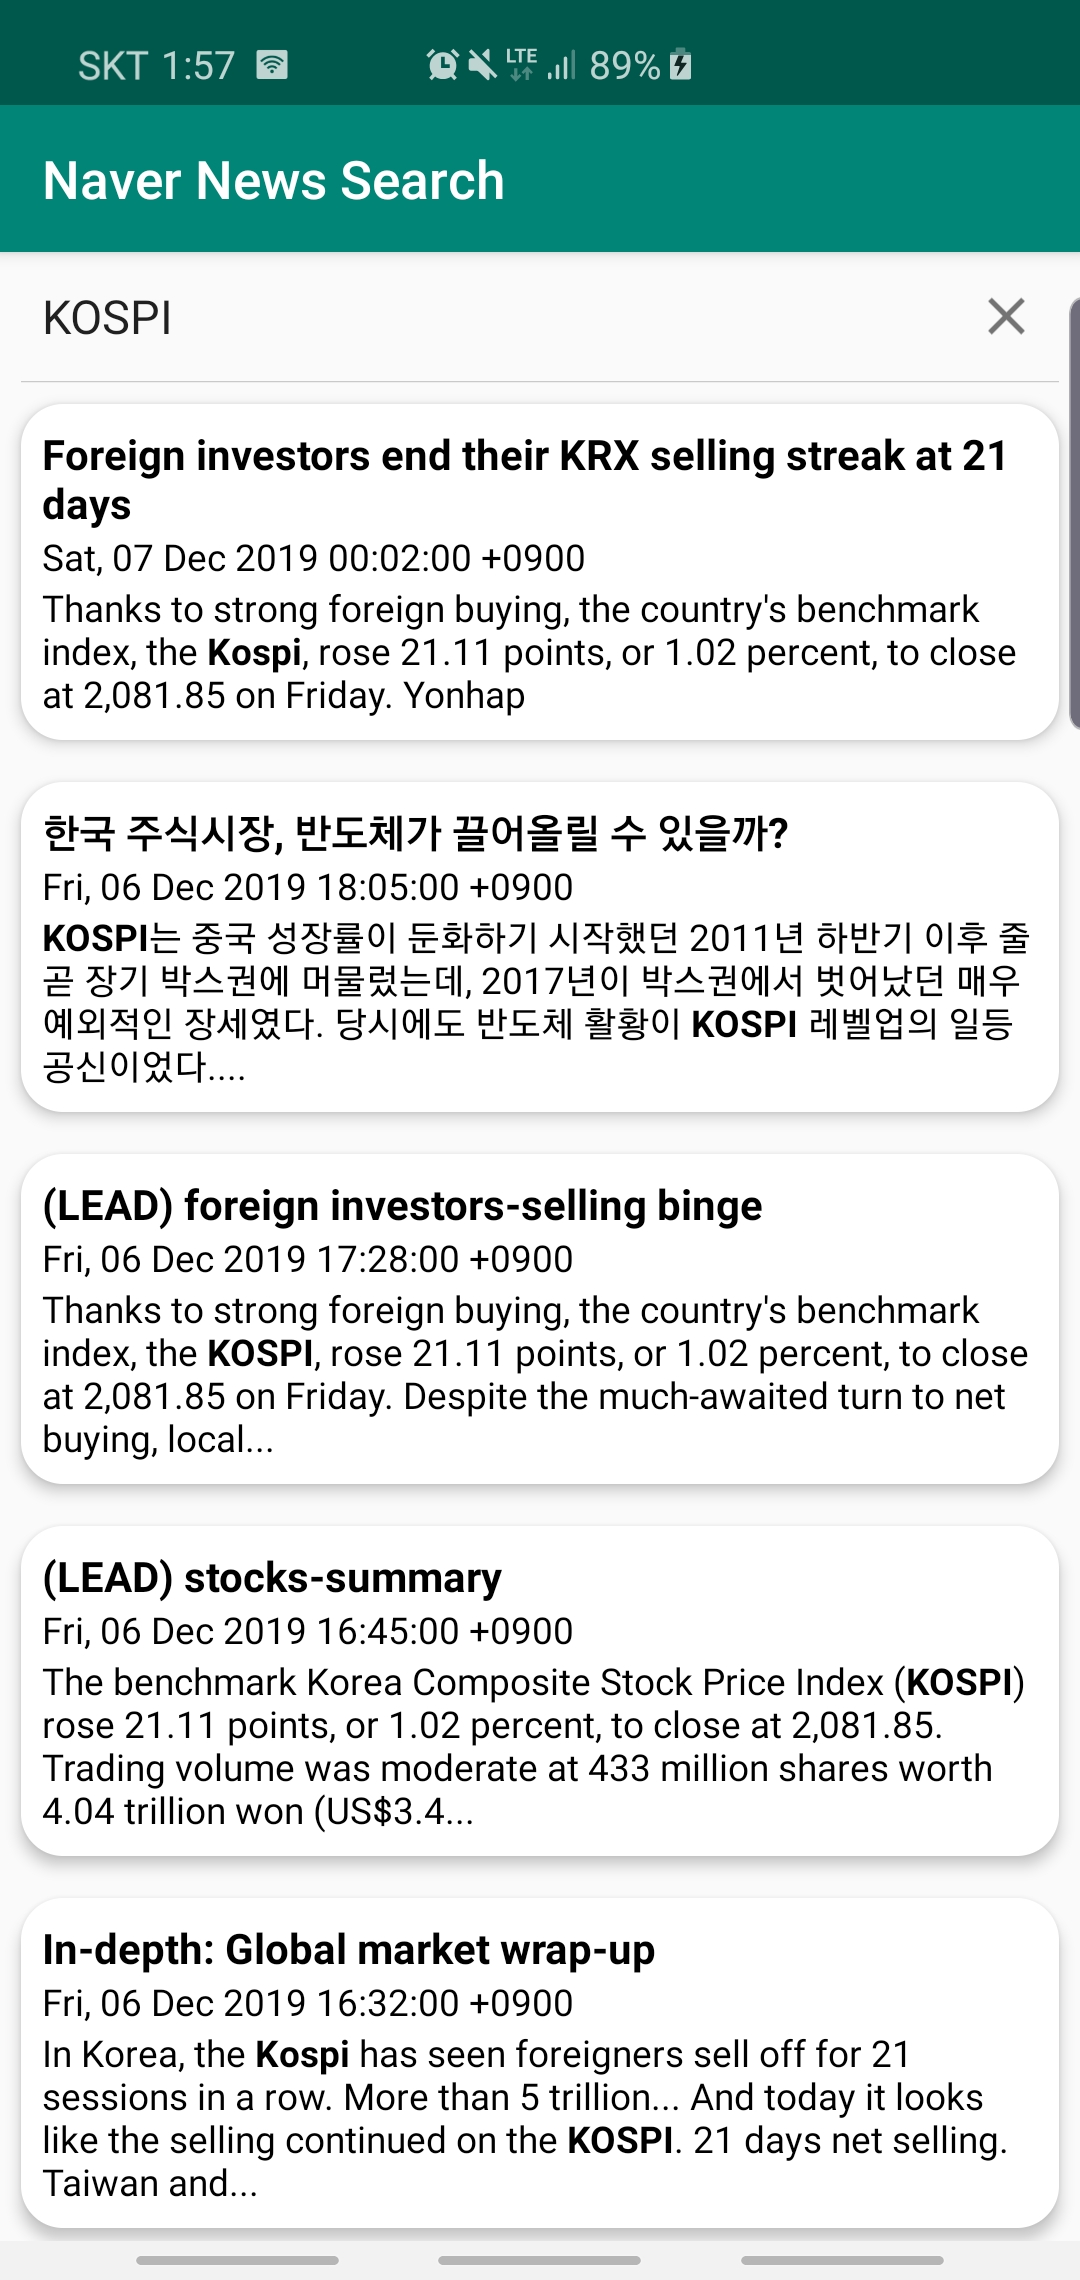 SKT 1:57 LTE 89%
Naver News Search
KOSPI
Foreign investors end their KRX selling streak at 21
days
Sat, 07 Dec 2019 00:02:00 +0900
Thanks to strong foreign buying, the country's benchmark
index, the Kospi, rose 21.11 points, or 1.02 percent, to close
at 2,081.85 on Friday. Yonhap
한국 주식시장, 반도체가 끌어올릴 수 있을까?
Fri, 06 Dec 2019 18:05:00 +0900
KOSPI는 중국 성장률이 둔화하기 시작했던 2011년 하반기 이후 줄
곧 장기 박스권에 머물렀는데, 2017년이 박스권에서 벗어났던 매우
예외적인 장세였다. 당시에도 반도체 활황이 KOSPI 레벨업의 일등
공신이었다....
(LEAD) foreign investors-selling binge
Fri, 06 Dec 2019 17:28:00 +0900
Thanks to strong foreign buying, the country's benchmark
index, the KOSPI, rose 21.11 points, or 1.02 percent, to close
at 2,081.85 on Friday. Despite the much-awaited turn to net
buying, local...
(LEAD) stocks-summary
Fri, 06 Dec 2019 16:45:00 +0900
The benchmark Korea Composite Stock Price Index (KOSPI)
rose 21.11 points, or 1.02 percent, to close at 2,081.85.
Trading volume was moderate at 433 million shares worth
4.04 trillion won (US$3.4...
In-depth: Global market wrap-up
Fri, 06 Dec 2019 16:32:00 +0900
In Korea, the Kospi has seen foreigners sell off for 21
sessions in a row. More than 5 trillion... And today it looks
like the selling continued on the KOSPI. 21 days net selling.
Taiwan and...